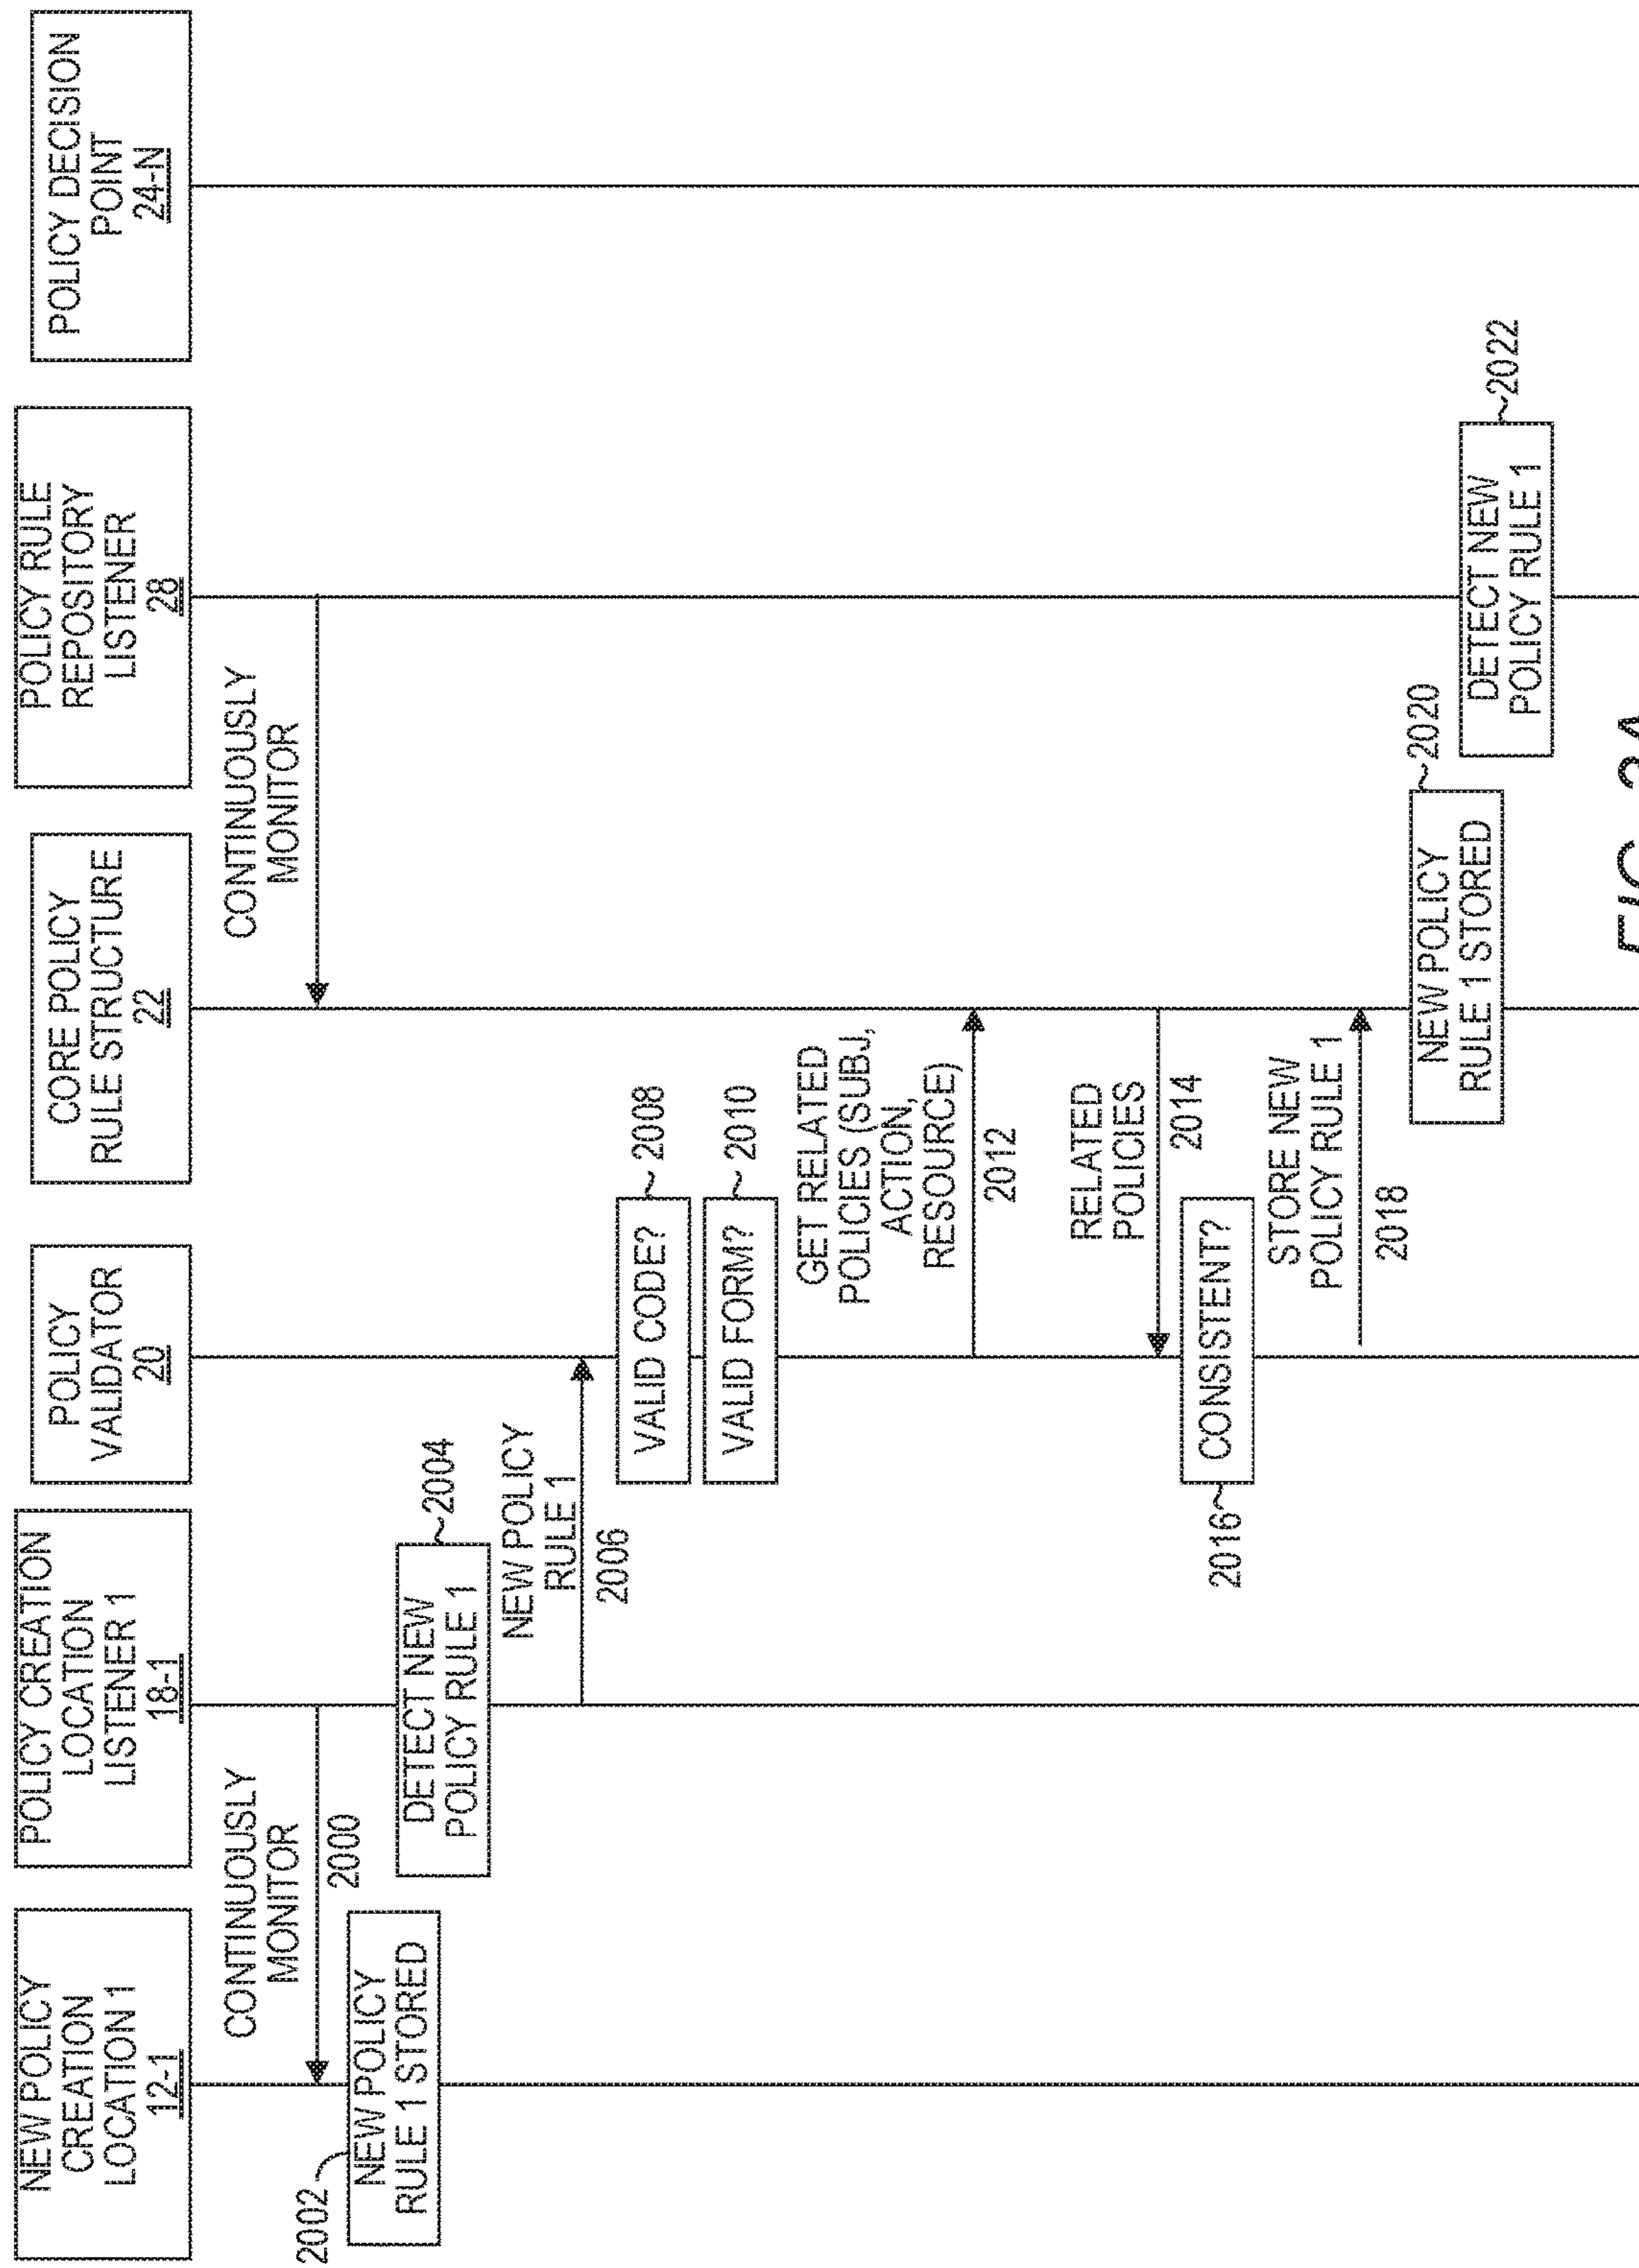 NEW POLICY
CREATION
LOCATION 1
12-1
POLICY CREATION
LOCATION
LISTENER 1
18-1
POLICY
VALIDATOR
20
CORE POLICY
RULE STRUCTURE
22
POLICY RULE
REPOSITORY
LISTENER
28
POLICY DECISION
POINT
24-N
CONTINUOUSLY
MONITOR
2000
CONTINUOUSLY
MONITOR
2002
NEW POLICY
RULE 1 STORED
DETECT NEW
POLICY RULE 1
2004
NEW POLICY
RULE 1
2006
VALID CODE?
2008
VALID FORM?
2010
GET RELATED
POLICIES (SUBJ,
ACTION,
RESOURCE)
2012
RELATED
POLICIES
2014
2016
CONSISTENT?
STORE NEW
POLICY RULE 1
2018
NEW POLICY
RULE 1 STORED
2020
DETECT NEW
POLICY RULE 1
2022
FIG.